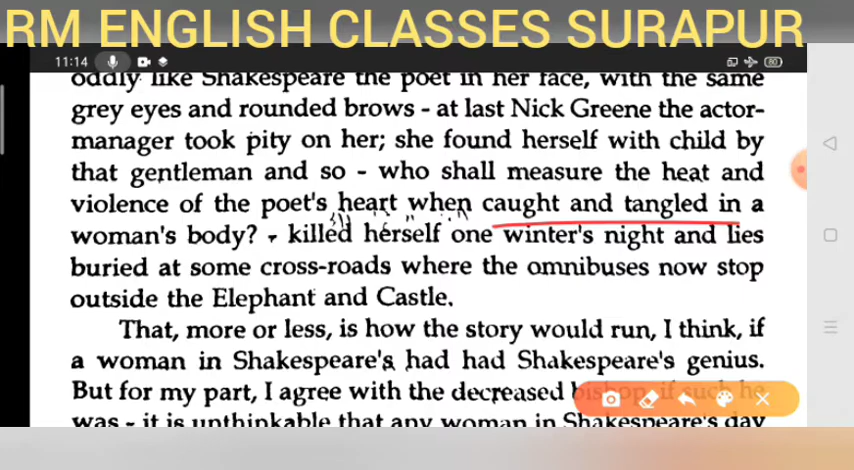 RM ENGLISH CLASSES SURAPUR
11:14
80
oddly like Shakespeare the poet in her face, with the same
grey eyes and rounded brows - at last Nick Greene the actor-
manager took pity on her; she found herself with child by
that gentleman and so - who shall measure the heat and
violence of the poet's heart when caught and tangled in a
woman's body? - killed herself one winter's night and lies
buried at some cross-roads where the omnibuses now stop
outside the Elephant and Castle.
That, more or less, is how the story would run, I think, if
a woman in Shakespeare's had had Shakespeare's genius.
But for my part, I agree with the decreased bishop, if such he
was - it is unthinkable that any woman in Shakespeare's day